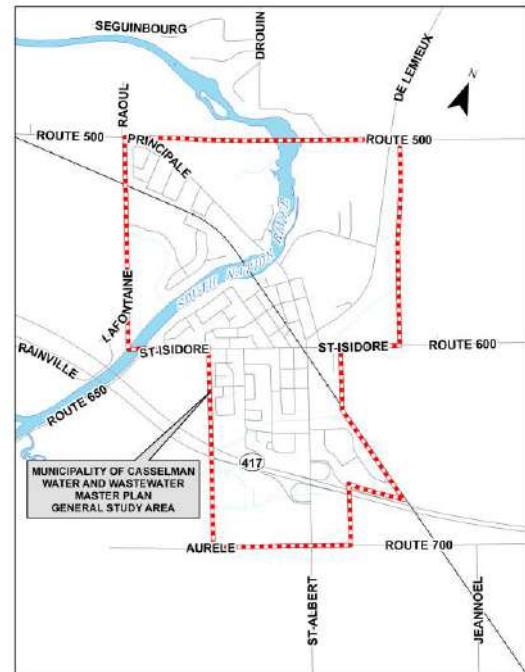 SEGUINBOURG
DROUIN
DE LEMIEUX
N
RAOUL
ROUTE 500
PRINCIPALE
ROUTE 500
SOUTH NATION RIVER
LAFONTAINE
ST-ISIDORE
ST-ISIDORE
ROUTE 600
RAINVILLE
ROUTE 650
417
MUNICIPALITY OF CASSELMAN
WATER AND WASTEWATER
MASTER PLAN
GENERAL STUDY AREA
AURELE
ROUTE 700
ST-ALBERT
JEANNOEL